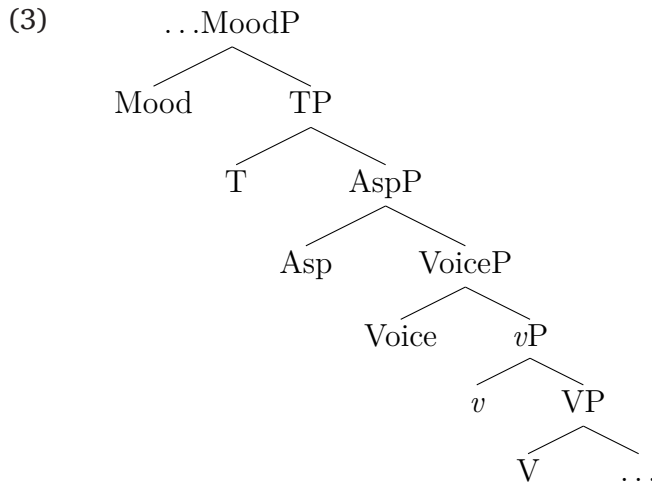 (3) ...MoodP
Mood TP
T AspP
Asp VoiceP
Voice vP
v VP
V ...